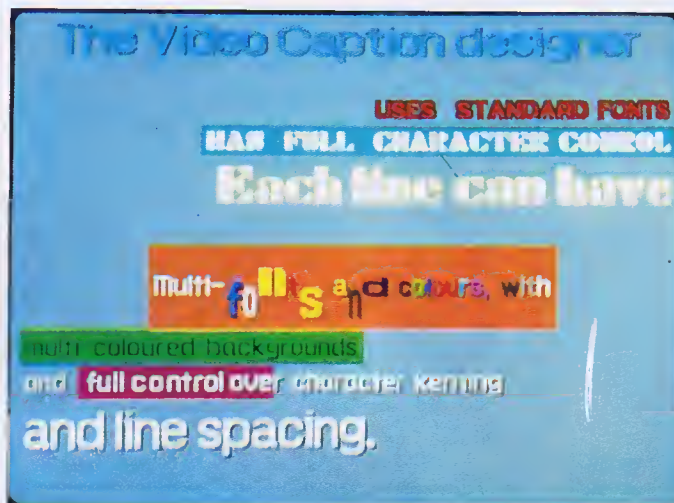 The Video Caption designer
USES STANDARD FONTS
HAS FULL CHARACTER CONROL
Each line can have
multi-fonts and colours, with
multi coloured backgrounds
and full control over character kerning
and line spacing.